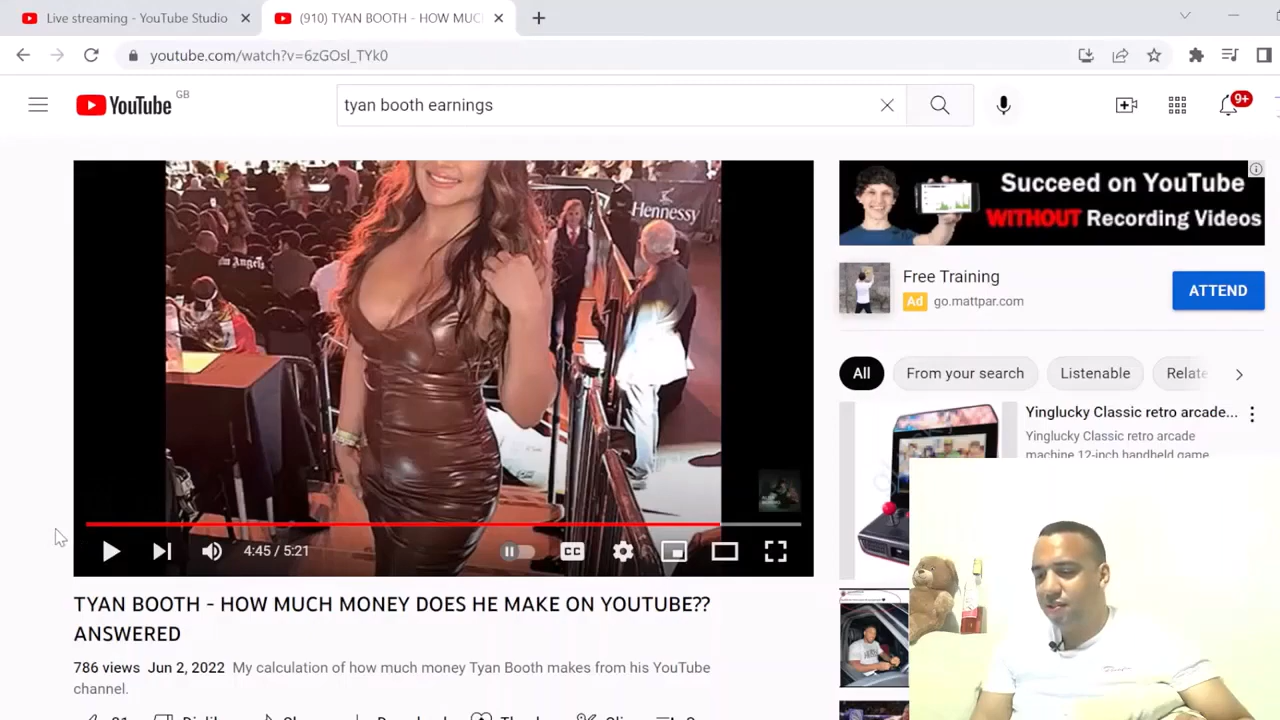 Live streaming - YouTube Studio
(910) TYAN BOOTH - HOW MUC
youtube.com/watch?v=6zGOsl_TYk0
YouTube GB
tyan booth earnings
9+
Hennessy
Angeles
4:45 / 5:21
CC
TYAN BOOTH - HOW MUCH MONEY DOES HE MAKE ON YOUTUBE??
ANSWERED
786 views Jun 2, 2022 My calculation of how much money Tyan Booth makes from his YouTube
channel.
Succeed on YouTube
WITHOUT Recording Videos
Free Training
Ad go.mattpar.com
ATTEND
All
From your search
Listenable
Relate
Yinglucky Classic retro arcade...
Yinglucky Classic retro arcade
machine 12-inch handheld game